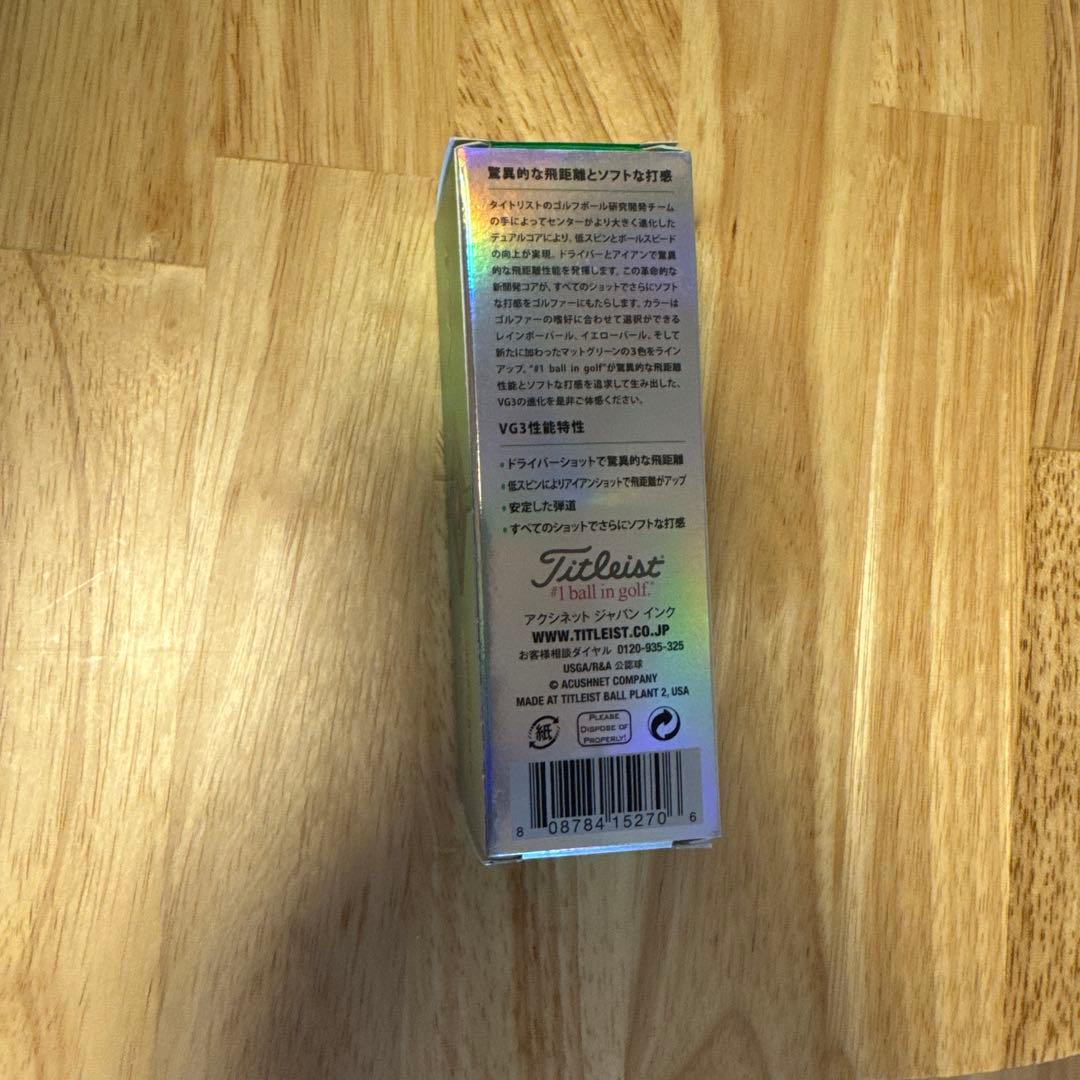 驚異的な飛距離とソフトな打感
タイトリストのゴルフボール研究開発チーム
の手によってセンターがより大きく進化した
デュアルコアにより、低スピンとボールスピード
の向上が実現。ドライバーとアイアンで驚異
的な飛距離性能を発揮します。この革命的な
新開発コアが、すべてのショットでさらにソフト
な打感をゴルファーにもたらします。カラーは
ゴルファーの嗜好に合わせて選択ができる
レインボーパール、イエローパール、そして
新たに加わったマットグリーンの3色をライン
アップ。"#1 ball in golf"が驚異的な飛距離
性能とソフトな打感を追求して生み出した、
VG3の進化を是非ご体感ください。
VG3性能特性
• ドライバーショットで驚異的な飛距離
• 低スピンによりアイアンショットで飛距離がアップ
• 安定した弾道
• すべてのショットでさらにソフトな打感
Titleist®
#1 ball in golf.®
アクシネット ジャパン インク
WWW.TITLEIST.CO.JP
お客様相談ダイヤル 0120-935-325
USGA/R&A 公認球
© ACUSHNET COMPANY
MADE AT TITLEIST BALL PLANT 2, USA
紙
PLEASE
DISPOSE OF
PROPERLY!
8 08784 15270 6